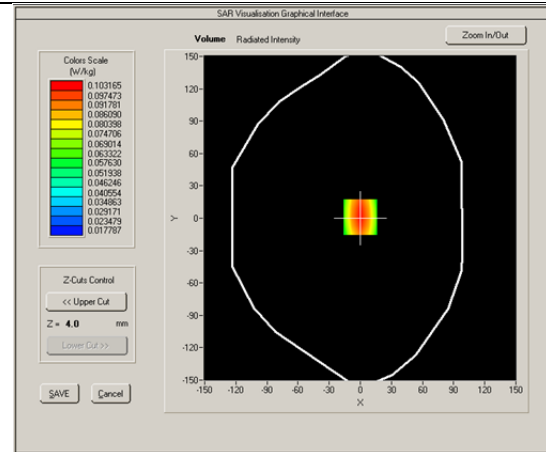 SAR Visualisation Graphical Interface
Volume Radiated Intensity
Zoom In/Out
Colors Scale
(W/kg)
0.103165
0.097473
0.091781
0.086090
0.080398
0.074706
0.069014
0.063322
0.057630
0.051938
0.046246
0.040554
0.034863
0.029171
0.023479
0.017787
Z-Cuts Control
<< Upper Cut
Z = 4.0 mm
Lower Cut >>
SAVE Cancel
150
120
90
60
30
0
-30
-60
-90
-120
-150
Y
-150 -120 -90 -60 -30 0 30 60 90 120 150
X